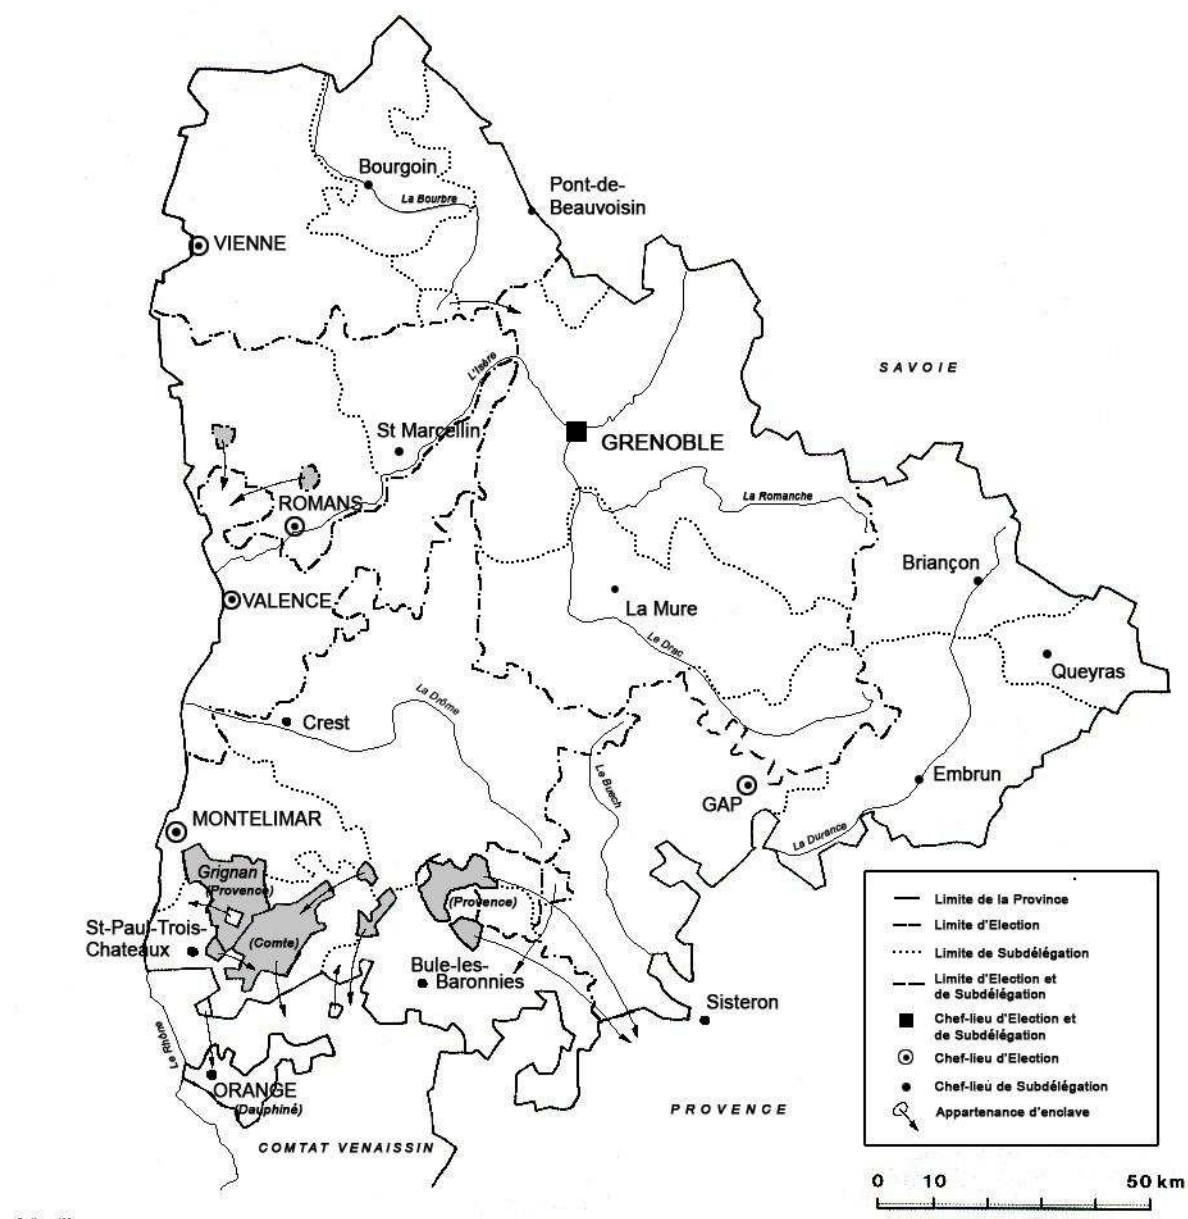 Bourgoin
La Bourbre
Pont-de-
Beauvoisin
VIENNE
SAVOIE
L'Isère
St Marcellin
GRENOBLE
ROMANS
La Romanche
Briançon
VALENCE
La Mure
Le Drac
Queyras
La Drôme
Crest
Embrun
Le Buech
GAP
MONTELIMAR
La Durance
Grignan
(Provence)
(Provence)
St-Paul-Trois-
Chateaux
(Comte)
Bule-les-
Baronnies
Sisteron
Le Rhône
ORANGE
(Dauphiné)
PROVENCE
COMTAT VENAISSIN
Limite de la Province
Limite d'Election
Limite de Subdélégation
Limite d'Election et
de Subdélégation
Chef-lieu d'Election et
de Subdélégation
Chef-lieu d'Election
Chef-lieu de Subdélégation
Appartenance d'enclave
0 10 50 km